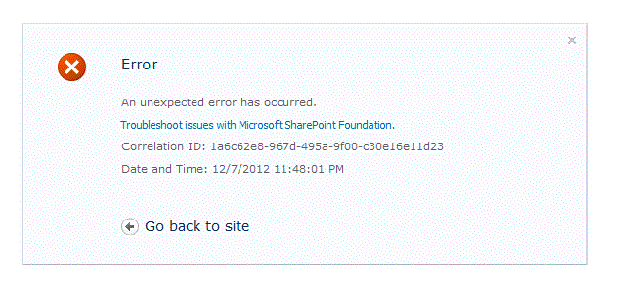 Error
An unexpected error has occurred.
Troubleshoot issues with Microsoft SharePoint Foundation.
Correlation ID: 1a6c62e8-967d-495a-9f00-c30e16e11d23
Date and Time: 12/7/2012 11:48:01 PM
Go back to site